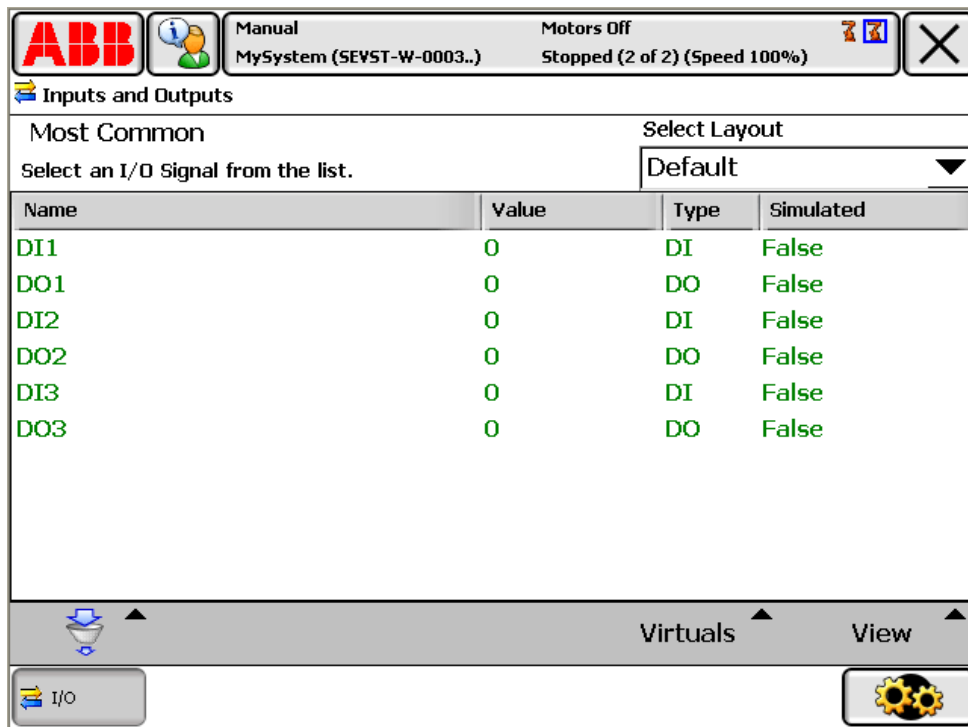 ABB
Manual Motors Off
MySystem (SEVST-W-0003..) Stopped (2 of 2) (Speed 100%)
Inputs and Outputs
Most Common
Select Layout
Select an I/O Signal from the list.
Default
Name Value Type Simulated
DI1 0 DI False
DO1 0 DO False
DI2 0 DI False
DO2 0 DO False
DI3 0 DI False
DO3 0 DO False
Virtuals View
I/O